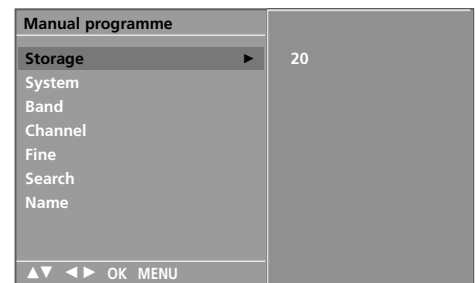 Manual programme
Storage ► 20
System
Band
Channel
Fine
Search
Name
▲▼ ◄► OK MENU